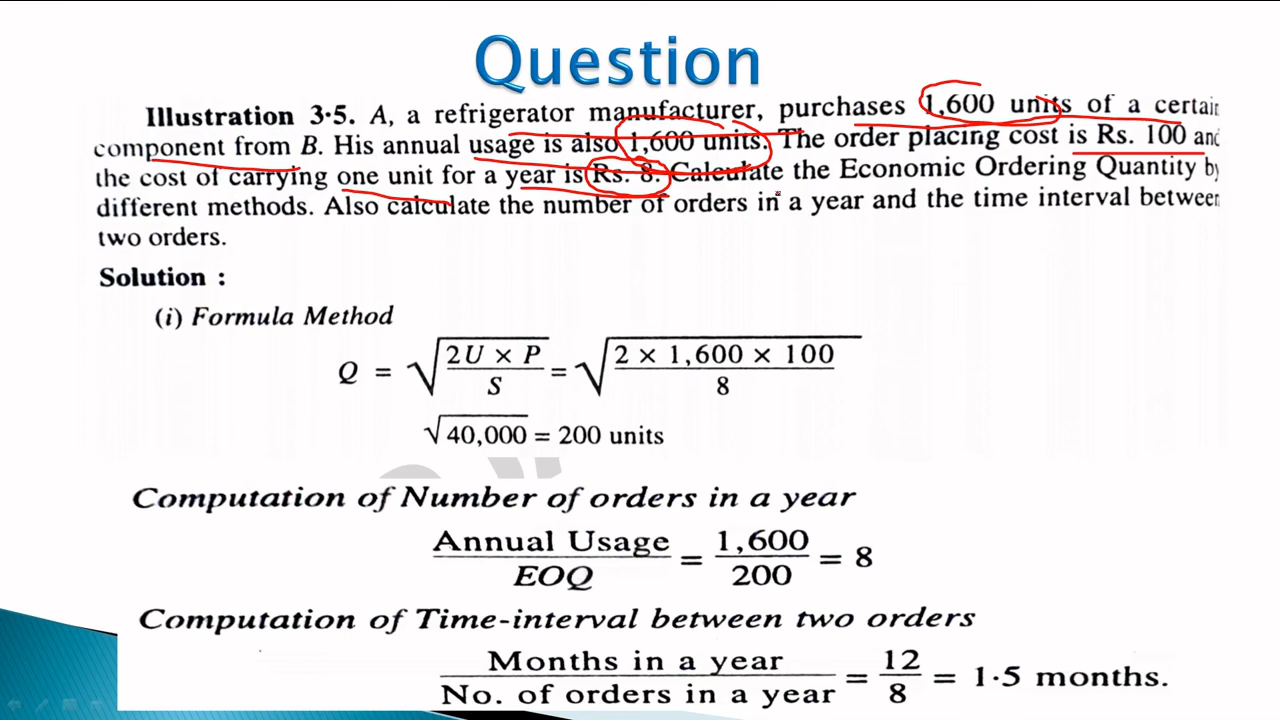 Question
Illustration 3·5. A, a refrigerator manufacturer, purchases 1,600 units of a certain
component from B. His annual usage is also 1,600 units. The order placing cost is Rs. 100 and
the cost of carrying one unit for a year is Rs. 8. Calculate the Economic Ordering Quantity by
different methods. Also calculate the number of orders in a year and the time interval between
two orders.
Solution :
(i) Formula Method
Q = √(2U × P / S) = √(2 × 1,600 × 100 / 8)
√40,000 = 200 units
Computation of Number of orders in a year
Annual Usage / EOQ = 1,600 / 200 = 8
Computation of Time-interval between two orders
Months in a year / No. of orders in a year = 12 / 8 = 1·5 months.